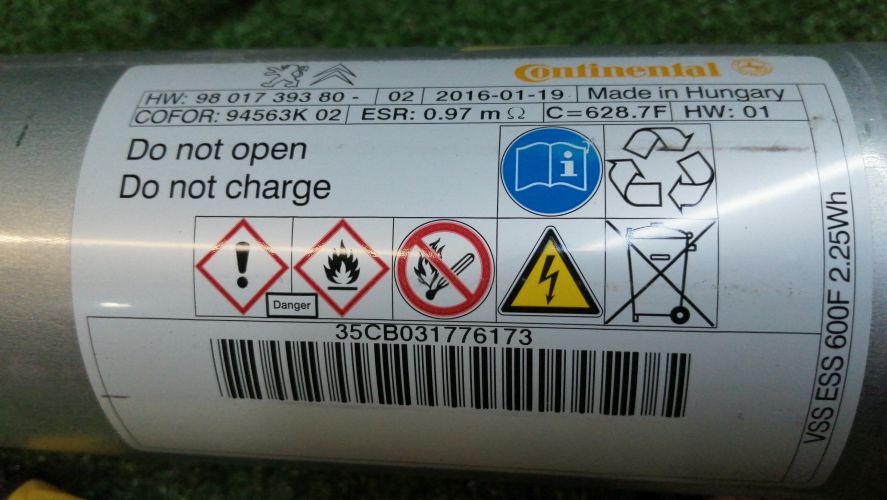 Continental
HW: 98 017 393 80 - 02 2016-01-19 Made in Hungary
COFOR: 94563K 02 ESR: 0.97 m Ω C=628.7F HW: 01
Do not open
Do not charge
Danger
35CB031776173
VSS ESS 600F 2.25Wh